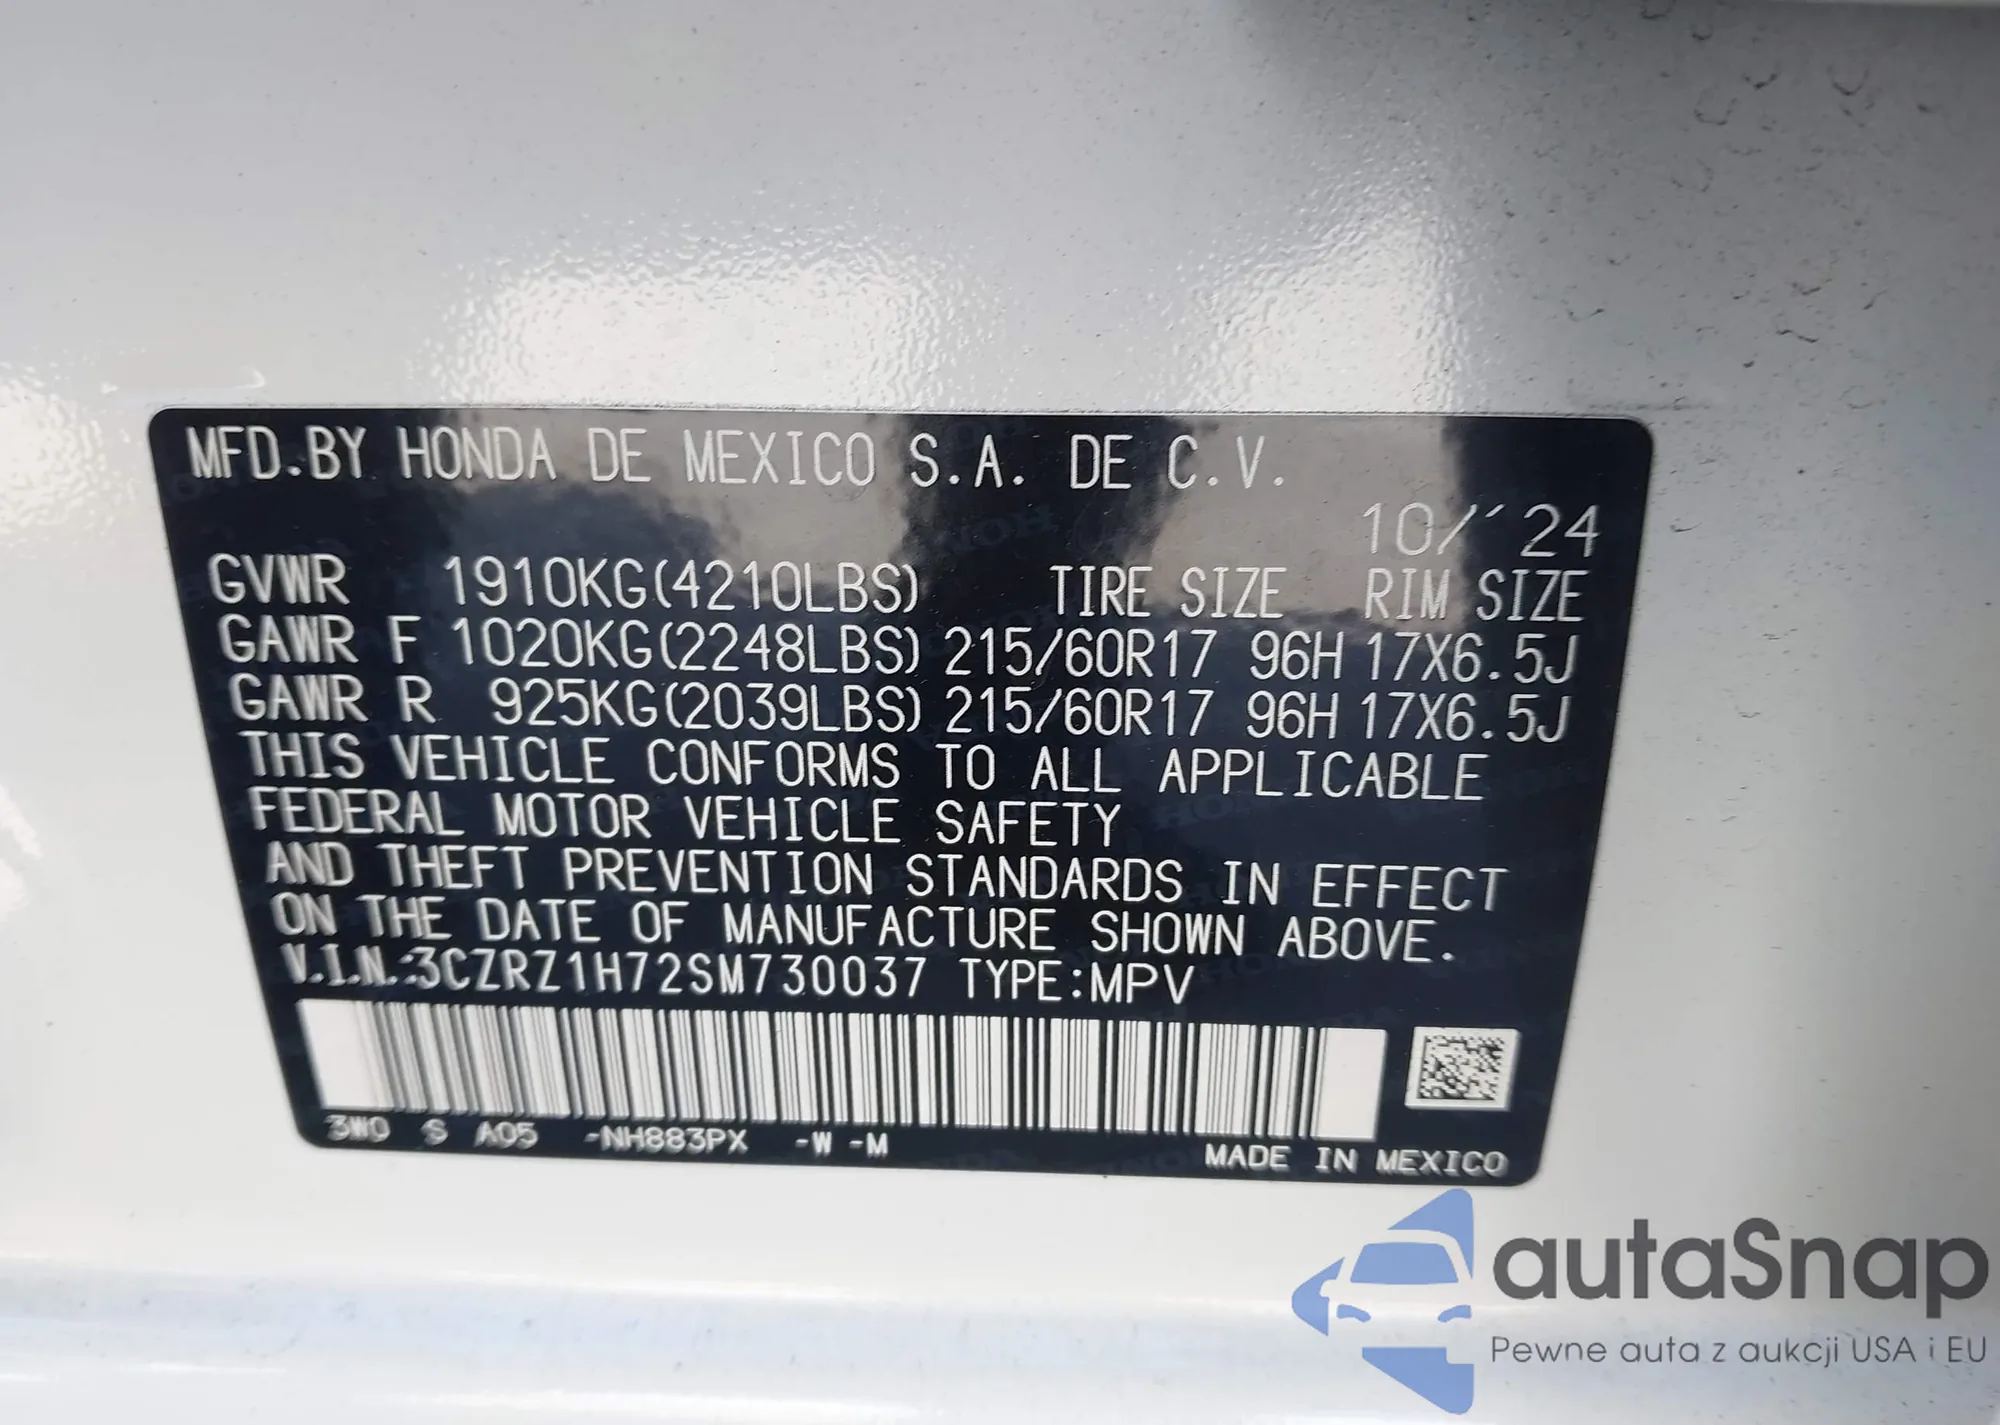 MFD.BY HONDA DE MEXICO S.A. DE C.V.
10/´24
GVWR 1910KG(4210LBS) TIRE SIZE RIM SIZE
GAWR F 1020KG(2248LBS) 215/60R17 96H 17X6.5J
GAWR R 925KG(2039LBS) 215/60R17 96H 17X6.5J
THIS VEHICLE CONFORMS TO ALL APPLICABLE
FEDERAL MOTOR VEHICLE SAFETY
AND THEFT PREVENTION STANDARDS IN EFFECT
ON THE DATE OF MANUFACTURE SHOWN ABOVE.
V.I.N.:3CZRZ1H72SM730037 TYPE:MPV
3W0 S A05 -NH883PX -W -M
MADE IN MEXICO
autaSnap
Pewne auta z aukcji USA i EU